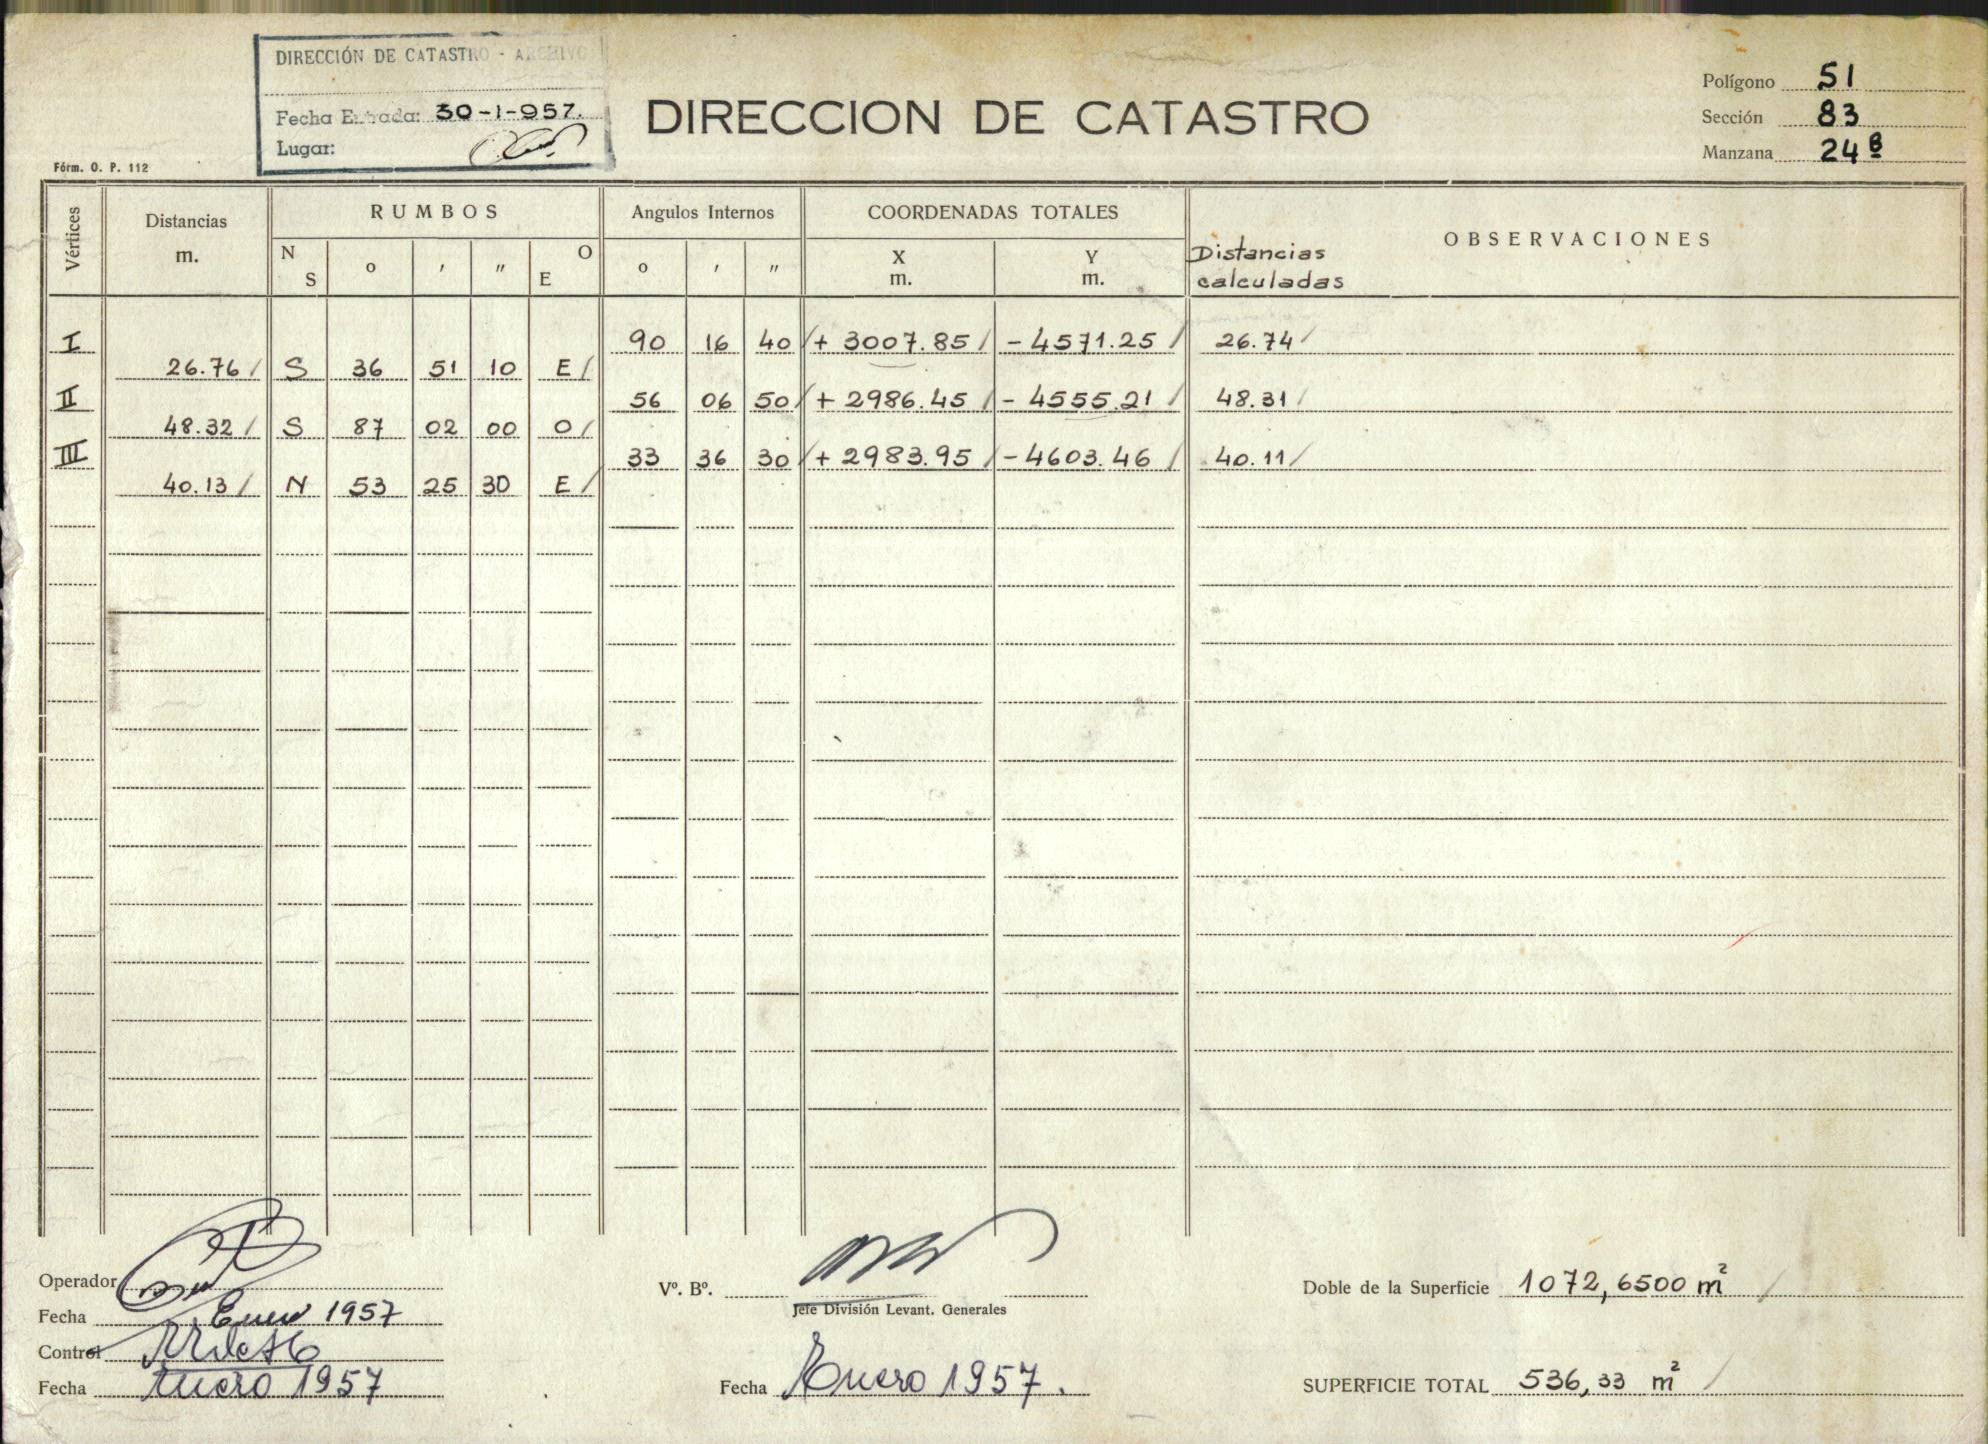 DIRECCIÓN DE CATASTRO - ARCHIVO
Fecha Entrada: 30-1-957.
Lugar:
Fórm. O. P. 112
DIRECCION DE CATASTRO
Polígono 51
Sección 83
Manzana 24 B
Vértices
Distancias m.
RUMBOS
N S
o
'
"
O E
Angulos Internos
o
'
"
COORDENADAS TOTALES
X m.
Y m.
Distancias calculadas
OBSERVACIONES
I 90 16 40 + 3007.85 - 4571.25 26.74
26.76 S 36 51 10 E
II 56 06 50 + 2986.45 - 4555.21 48.31
48.32 S 87 02 00 O
III 33 36 30 + 2983.95 - 4603.46 40.11
40.13 N 53 25 30 E
Operador
Fecha Enero 1957
Control
Fecha Enero 1957
Vº. Bº.
Jefe División Levant. Generales
Fecha Enero 1957.
Doble de la Superficie 1072,6500 m²
SUPERFICIE TOTAL 536,33 m²